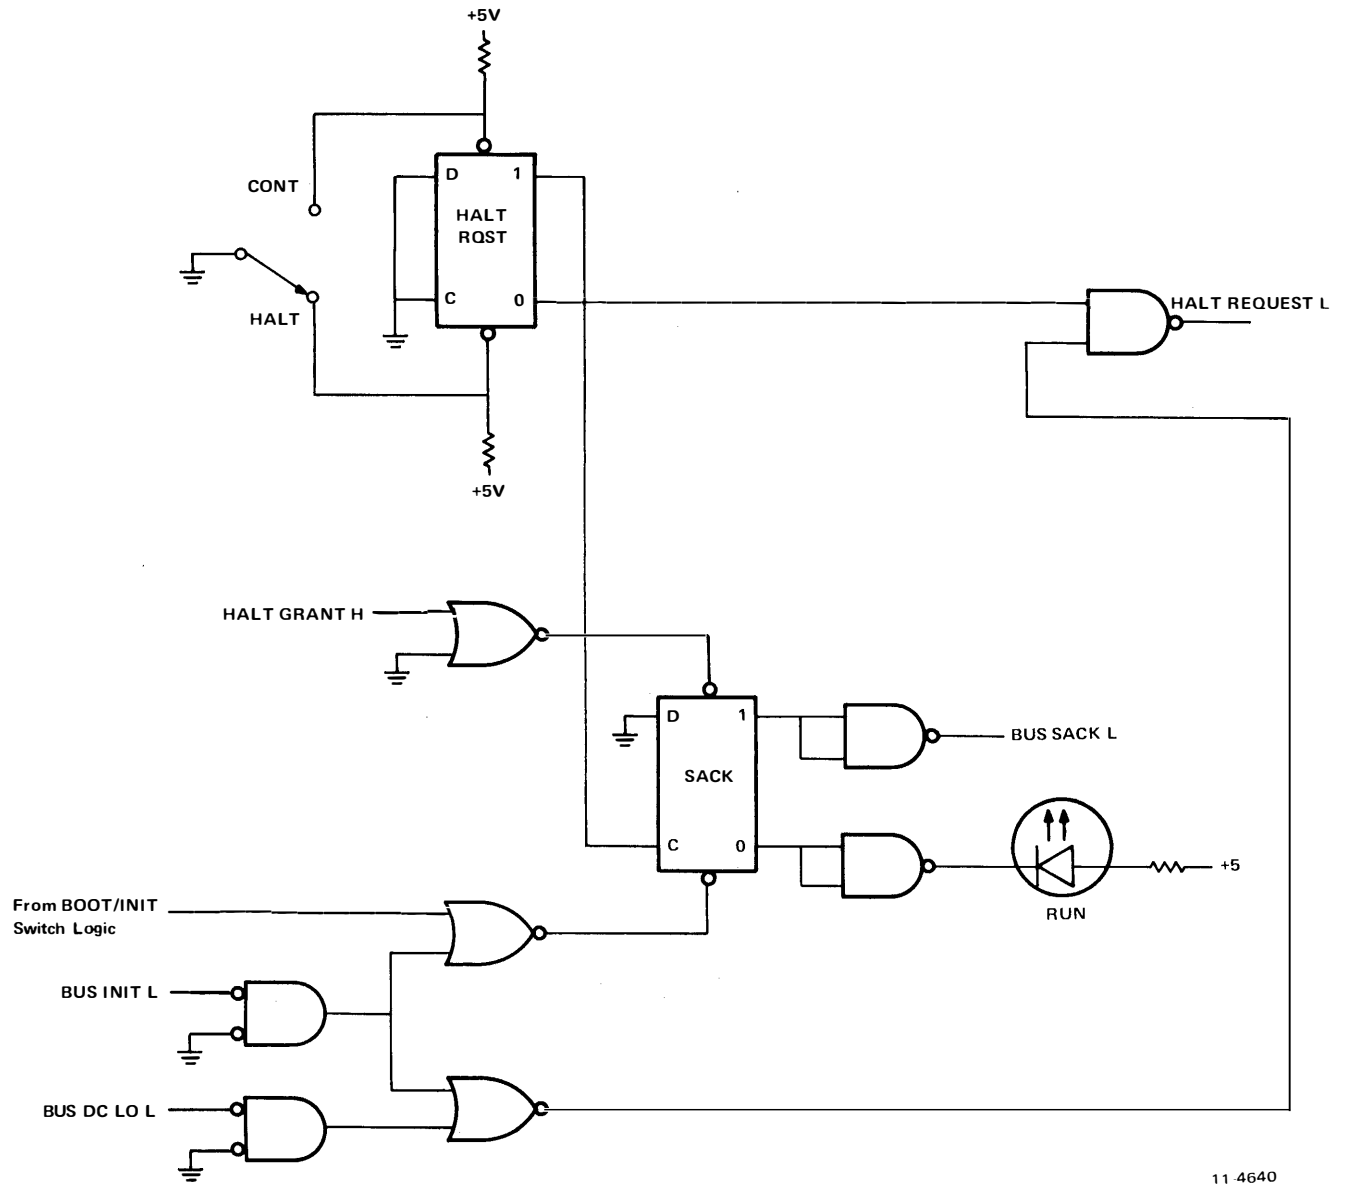 +5V
CONT
D 1
HALT
RQST
C 0
HALT
HALT REQUEST L
+5V
HALT GRANT H
D 1
SACK
C 0
BUS SACK L
+5
RUN
From BOOT/INIT
Switch Logic
BUS INIT L
BUS DC LO L
11-4640